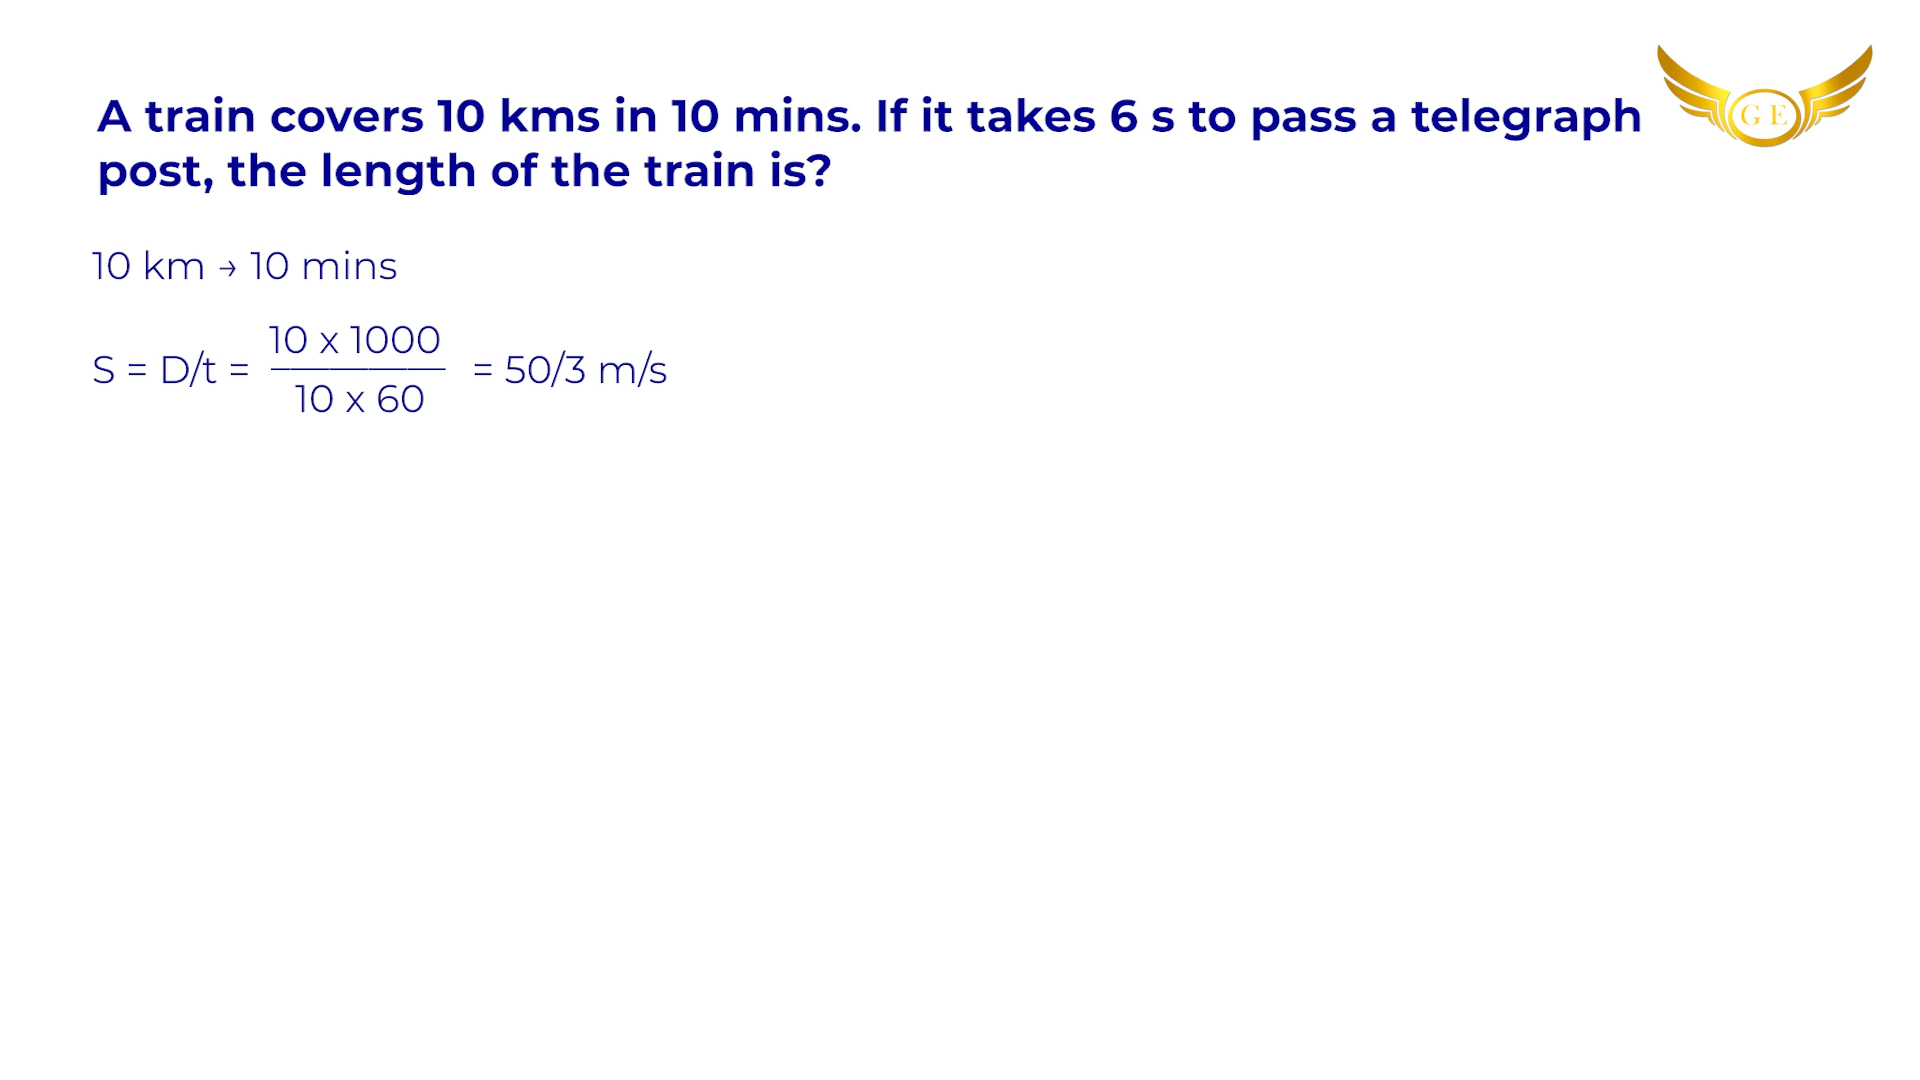 A train covers 10 kms in 10 mins. If it takes 6 s to pass a telegraph
post, the length of the train is?
G E
10 km → 10 mins
10 x 1000
S = D/t = ———— = 50/3 m/s
10 x 60